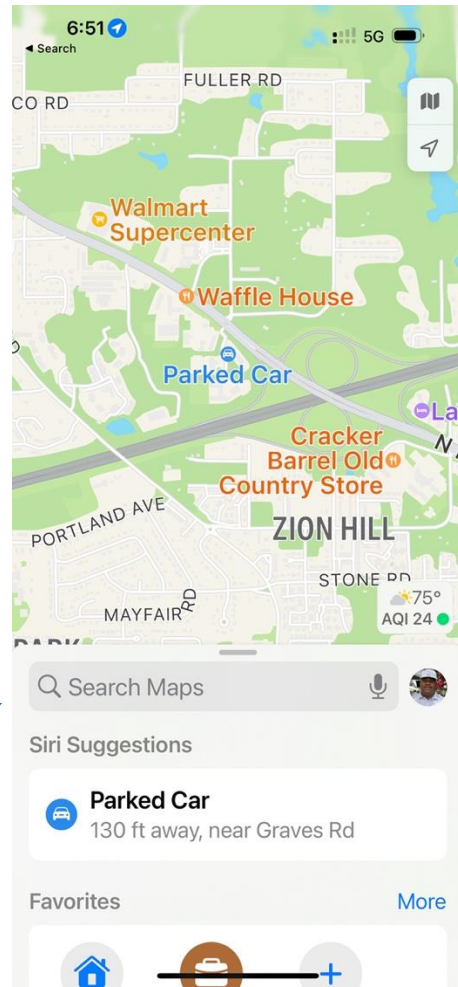 6:51
5G
◀ Search
FULLER RD
CO RD
Walmart
Supercenter
Waffle House
Parked Car
La
N
Cracker
Barrel Old
Country Store
PORTLAND AVE
ZION HILL
STONE RD
75°
MAYFAIR RD
AQI 24
PARK
Search Maps
Siri Suggestions
Parked Car
130 ft away, near Graves Rd
Favorites
More